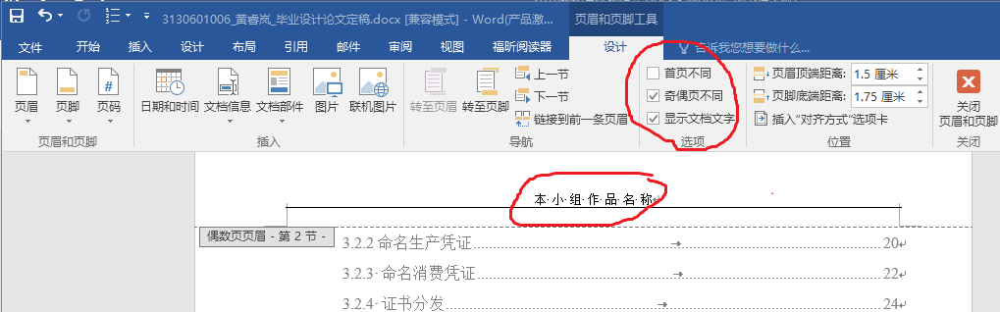 3130601006_黄睿岚_毕业设计论文定稿.docx [兼容模式] - Word(产品激...
页眉和页脚工具
文件 开始 插入 设计 布局 引用 邮件 审阅 视图 福昕阅读器 设计 告诉我您想要做什么...
页眉 页脚 页码
页眉和页脚
日期和时间 文档信息 文档部件 图片 联机图片
插入
转至页眉 转至页脚
上一节
下一节
链接到前一条页眉
导航
首页不同
奇偶页不同
显示文档文字
选项
页眉顶端距离: 1.5 厘米
页脚底端距离: 1.75 厘米
插入"对齐方式"选项卡
位置
关闭
页眉和页脚
关闭
本·小·组·作·品·名·称
偶数页页眉 - 第 2 节 -
3.2.2 命名生产凭证 → 20
3.2.3· 命名消费凭证 → 22
3.2.4· 证书分发 → 24